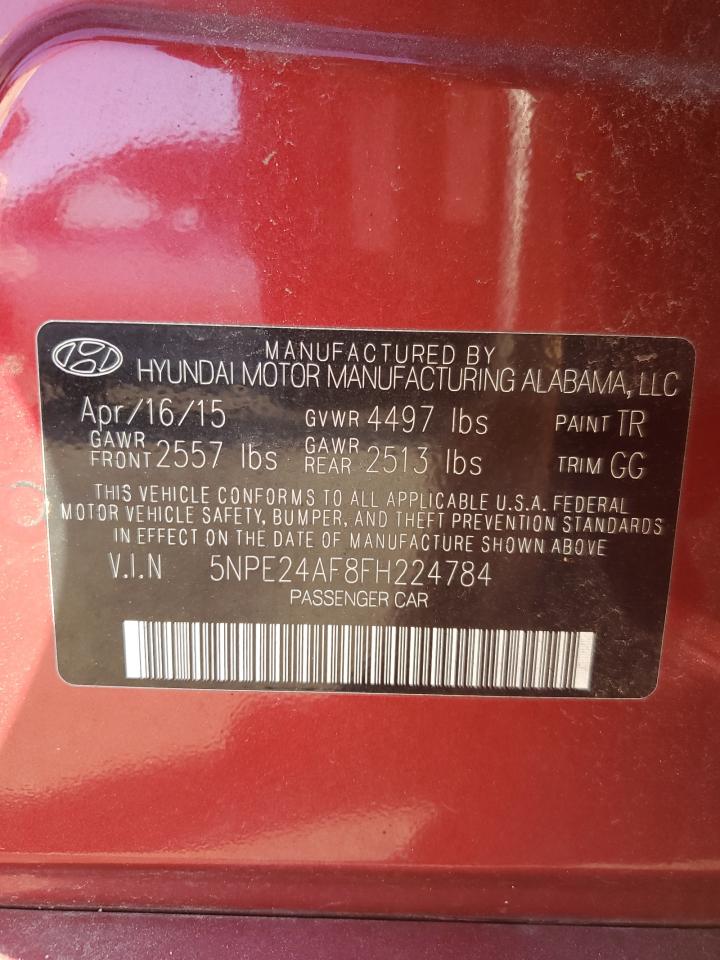 MANUFACTURED BY
HYUNDAI MOTOR MANUFACTURING ALABAMA, LLC
Apr/16/15 GVWR 4497 lbs PAINT TR
GAWR FRONT 2557 lbs GAWR REAR 2513 lbs TRIM GG
THIS VEHICLE CONFORMS TO ALL APPLICABLE U.S.A. FEDERAL
MOTOR VEHICLE SAFETY, BUMPER, AND THEFT PREVENTION STANDARDS
IN EFFECT ON THE DATE OF MANUFACTURE SHOWN ABOVE
V.I.N 5NPE24AF8FH224784
PASSENGER CAR